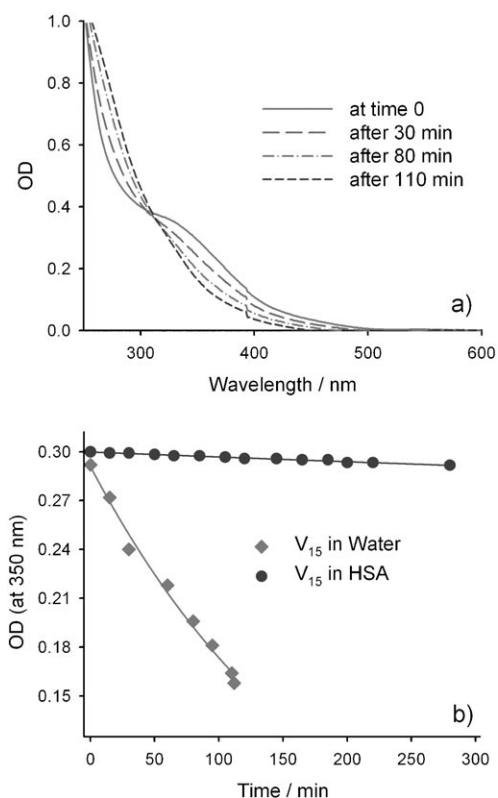 1.0
0.8
0.6
0.4
0.2
0.0
OD
at time 0
after 30 min
after 80 min
after 110 min
a)
300 400 500 600
Wavelength / nm
0.30
0.27
0.24
0.21
0.18
0.15
OD (at 350 nm)
V15 in Water
V15 in HSA
b)
0 50 100 150 200 250 300
Time / min